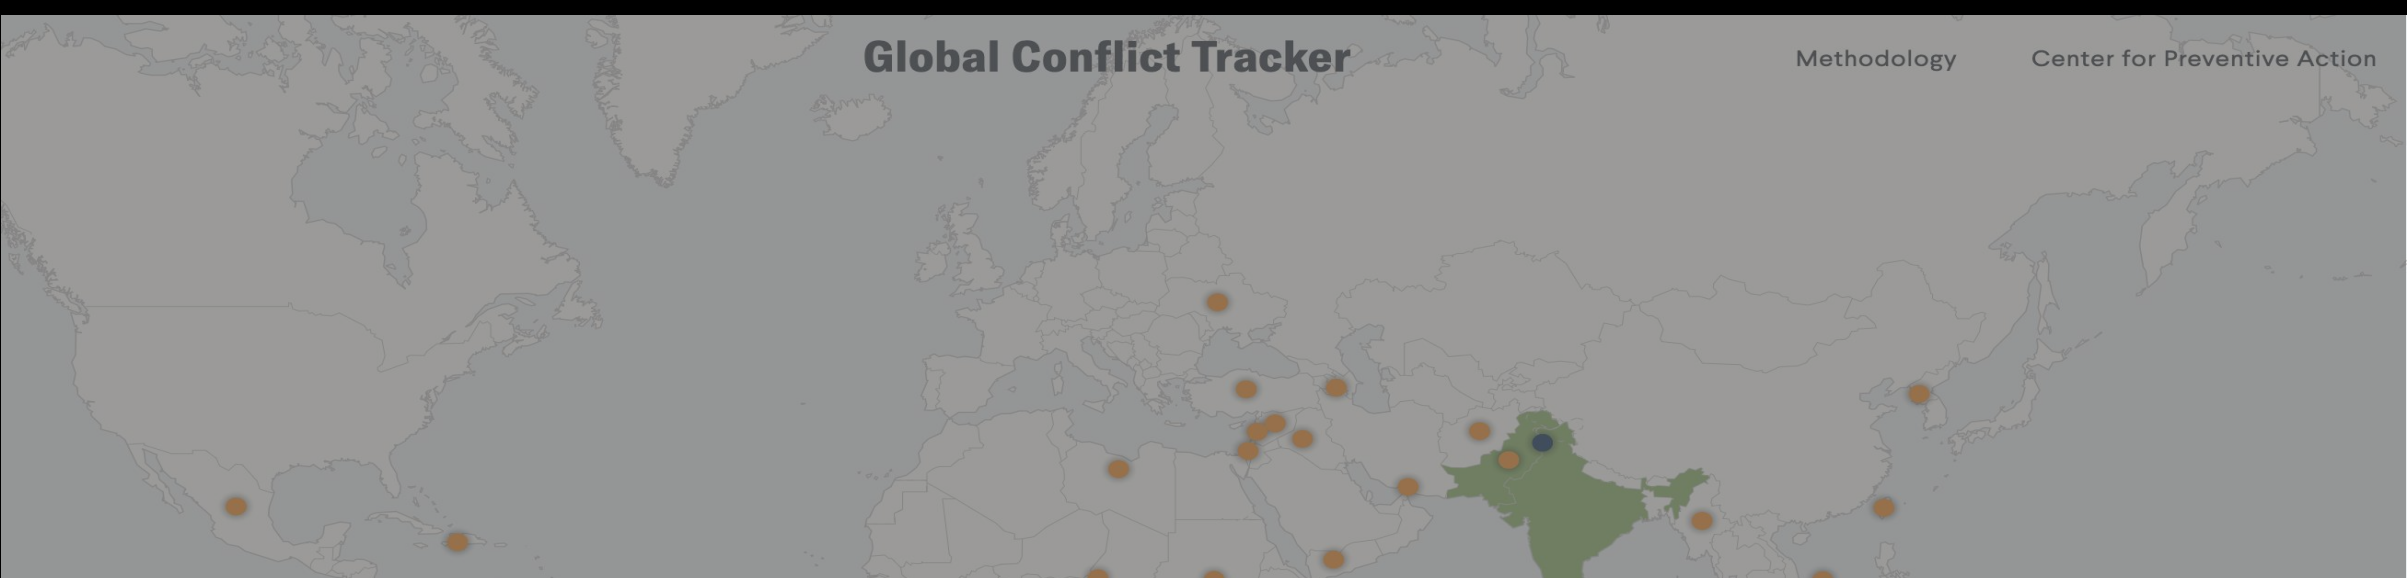 Global Conflict Tracker
Methodology
Center for Preventive Action